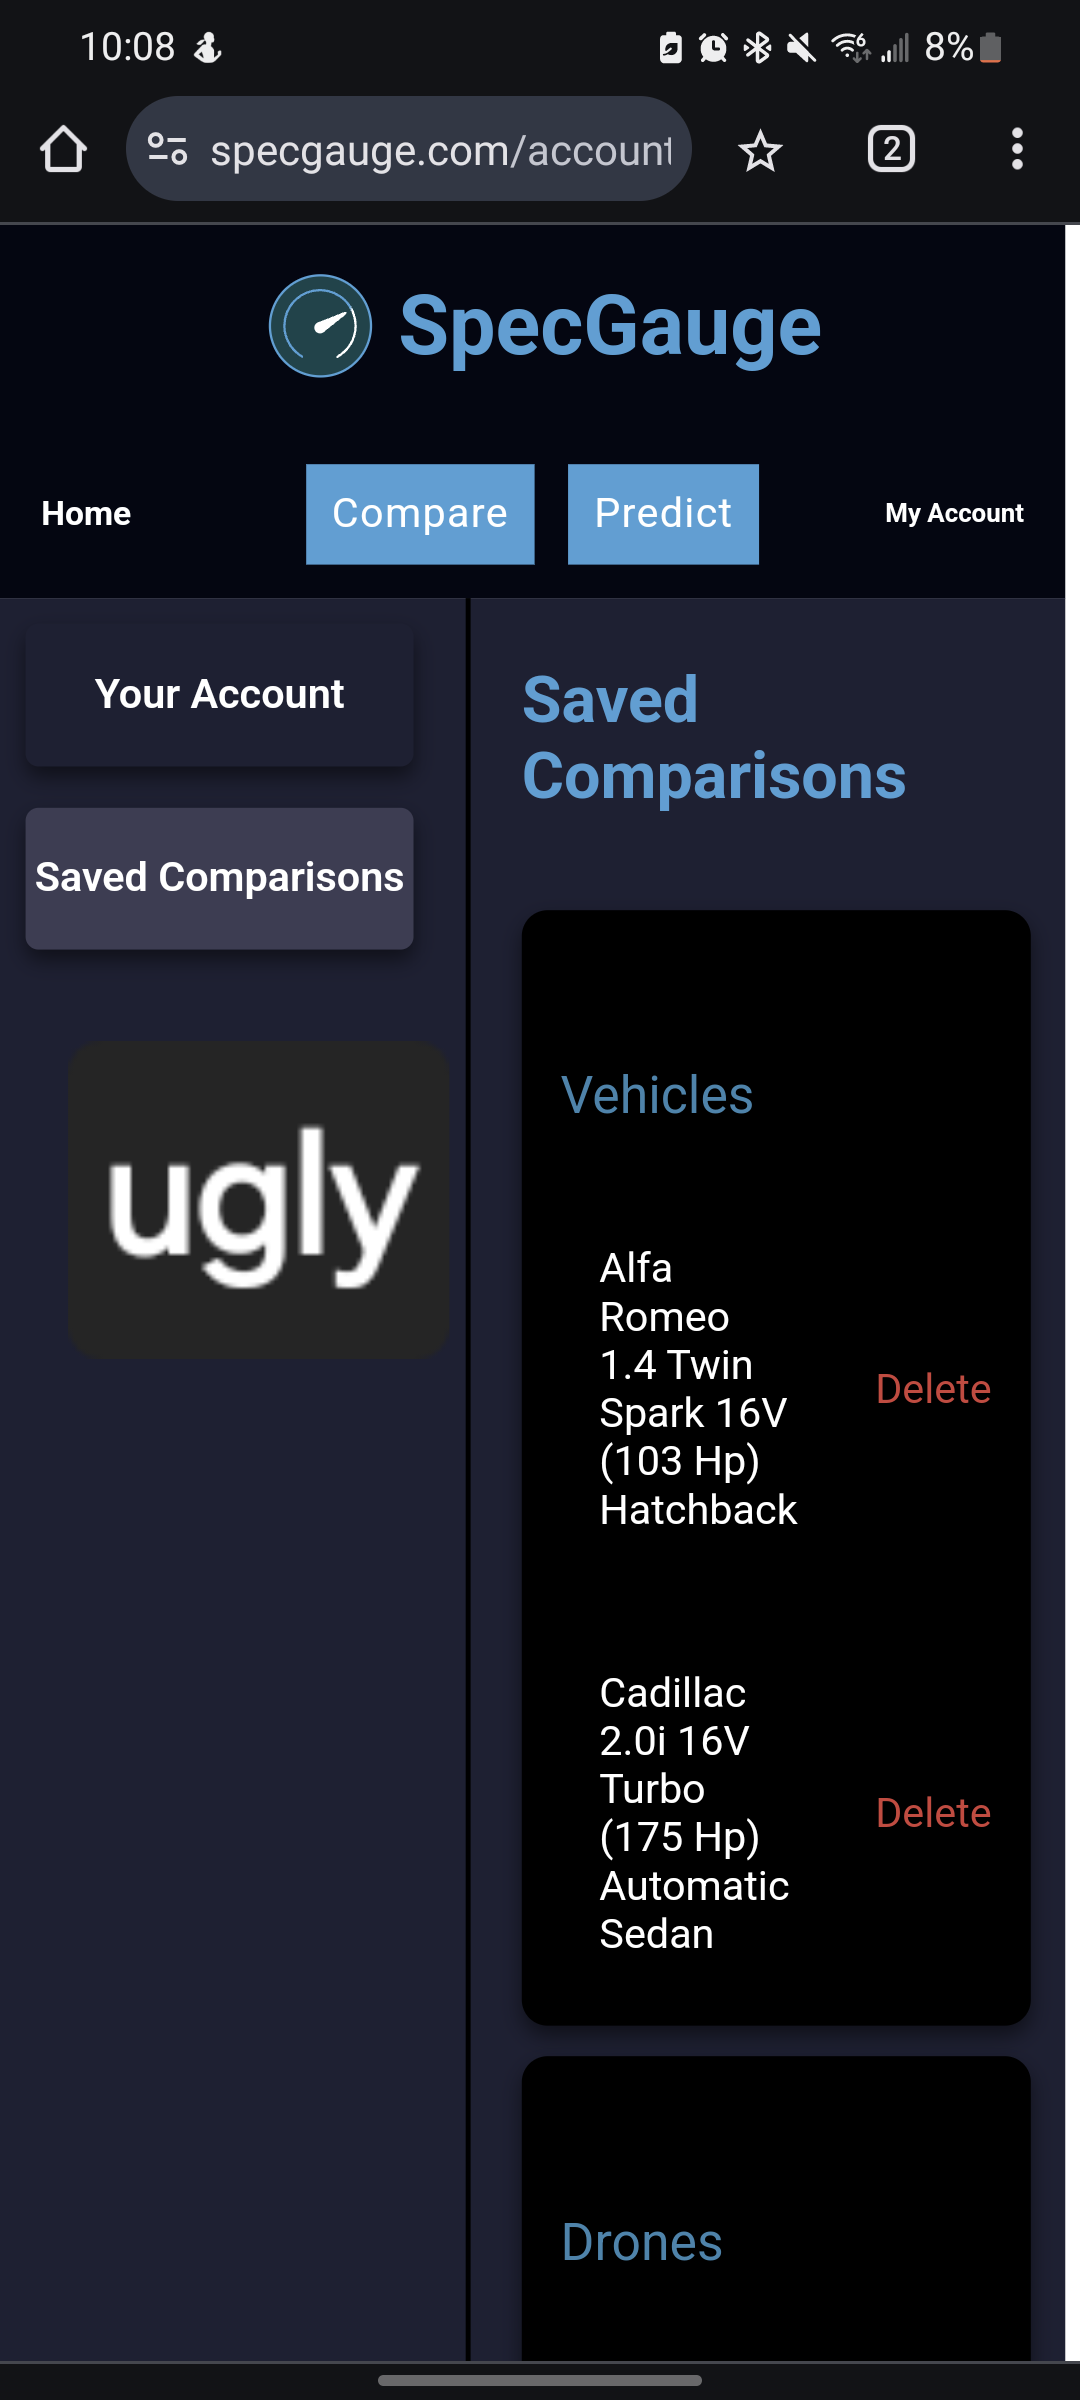 10:08
8%
specgauge.com/account
2
SpecGauge
Home
Compare
Predict
My Account
Your Account
Saved Comparisons
ugly
Saved
Comparisons
Vehicles
Alfa
Romeo
1.4 Twin
Spark 16V
(103 Hp)
Hatchback
Delete
Cadillac
2.0i 16V
Turbo
(175 Hp)
Automatic
Sedan
Delete
Drones